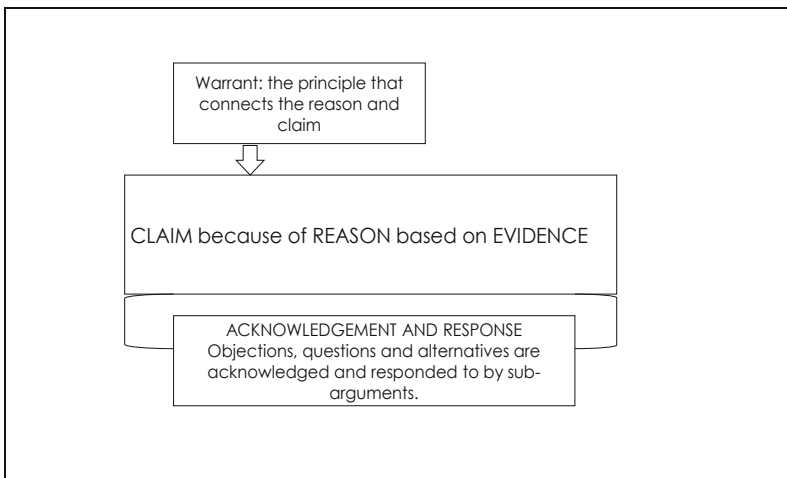 Warrant: the principle that
connects the reason and
claim
CLAIM because of REASON based on EVIDENCE
ACKNOWLEDGEMENT AND RESPONSE
Objections, questions and alternatives are
acknowledged and responded to by sub-
arguments.